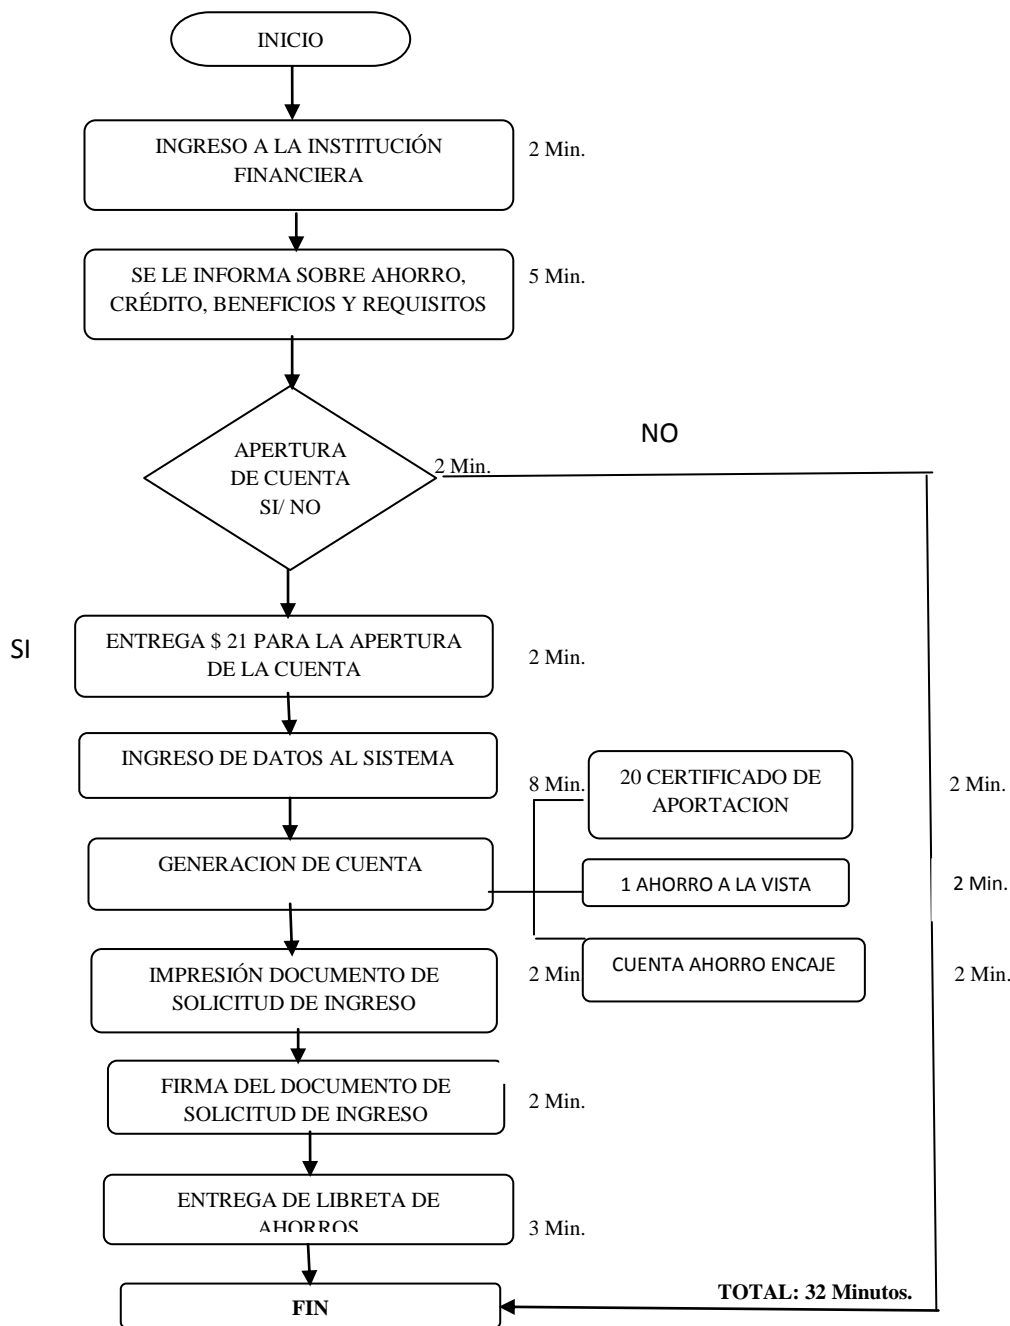 INICIO
INGRESO A LA INSTITUCIÓN
FINANCIERA
2 Min.
SE LE INFORMA SOBRE AHORRO,
CRÉDITO, BENEFICIOS Y REQUISITOS
5 Min.
APERTURA
DE CUENTA
SI/ NO
2 Min.
NO
SI
ENTREGA $ 21 PARA LA APERTURA
DE LA CUENTA
2 Min.
INGRESO DE DATOS AL SISTEMA
8 Min.
20 CERTIFICADO DE
APORTACION
2 Min.
GENERACION DE CUENTA
1 AHORRO A LA VISTA
2 Min.
IMPRESIÓN DOCUMENTO DE
SOLICITUD DE INGRESO
2 Min
CUENTA AHORRO ENCAJE
2 Min.
FIRMA DEL DOCUMENTO DE
SOLICITUD DE INGRESO
2 Min.
ENTREGA DE LIBRETA DE
AHORROS
3 Min.
TOTAL: 32 Minutos.
FIN